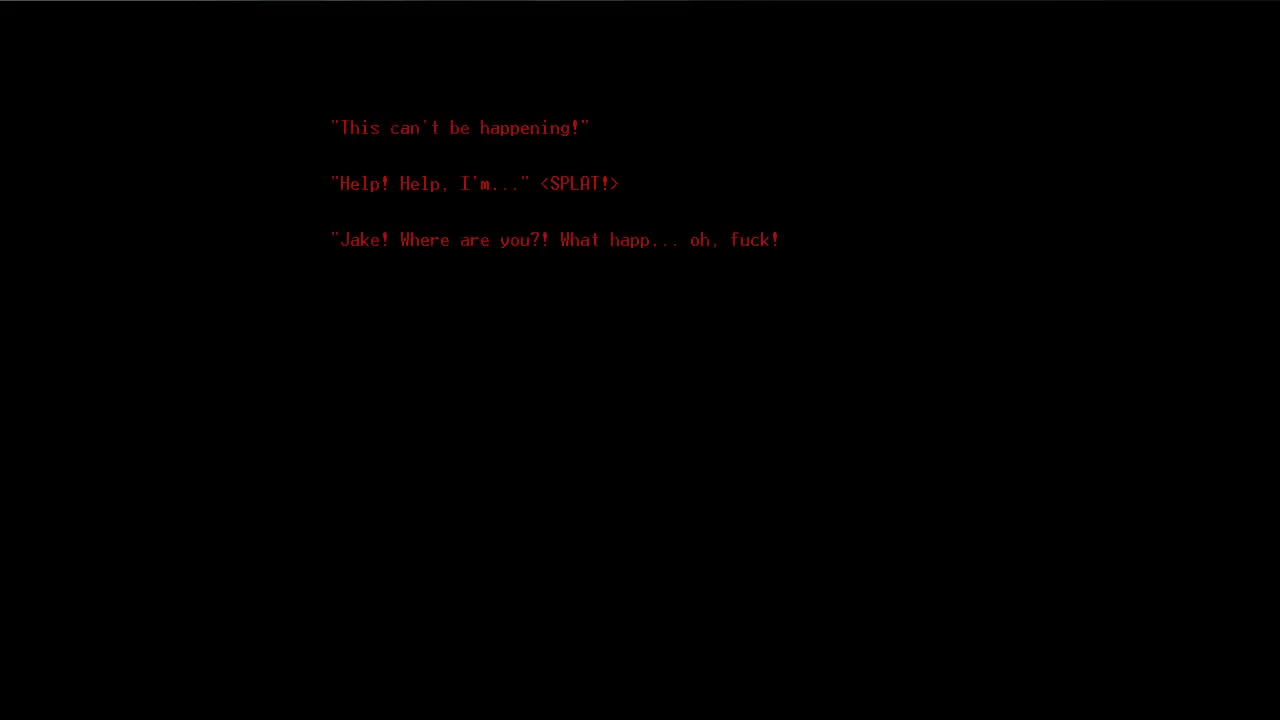 "This can't be happening!"
"Help! Help, I'm..." <SPLAT!>
"Jake! Where are you?! What happ... oh, fuck!